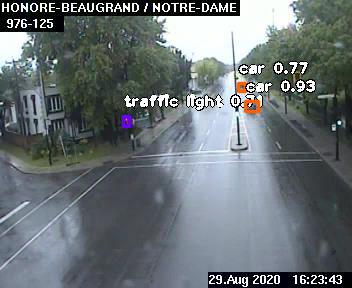 HONORE-BEAUGRAND / NOTRE-DAME
976-125
car 0.77
car 0.93
traffic light
29.Aug 2020 16:23:43